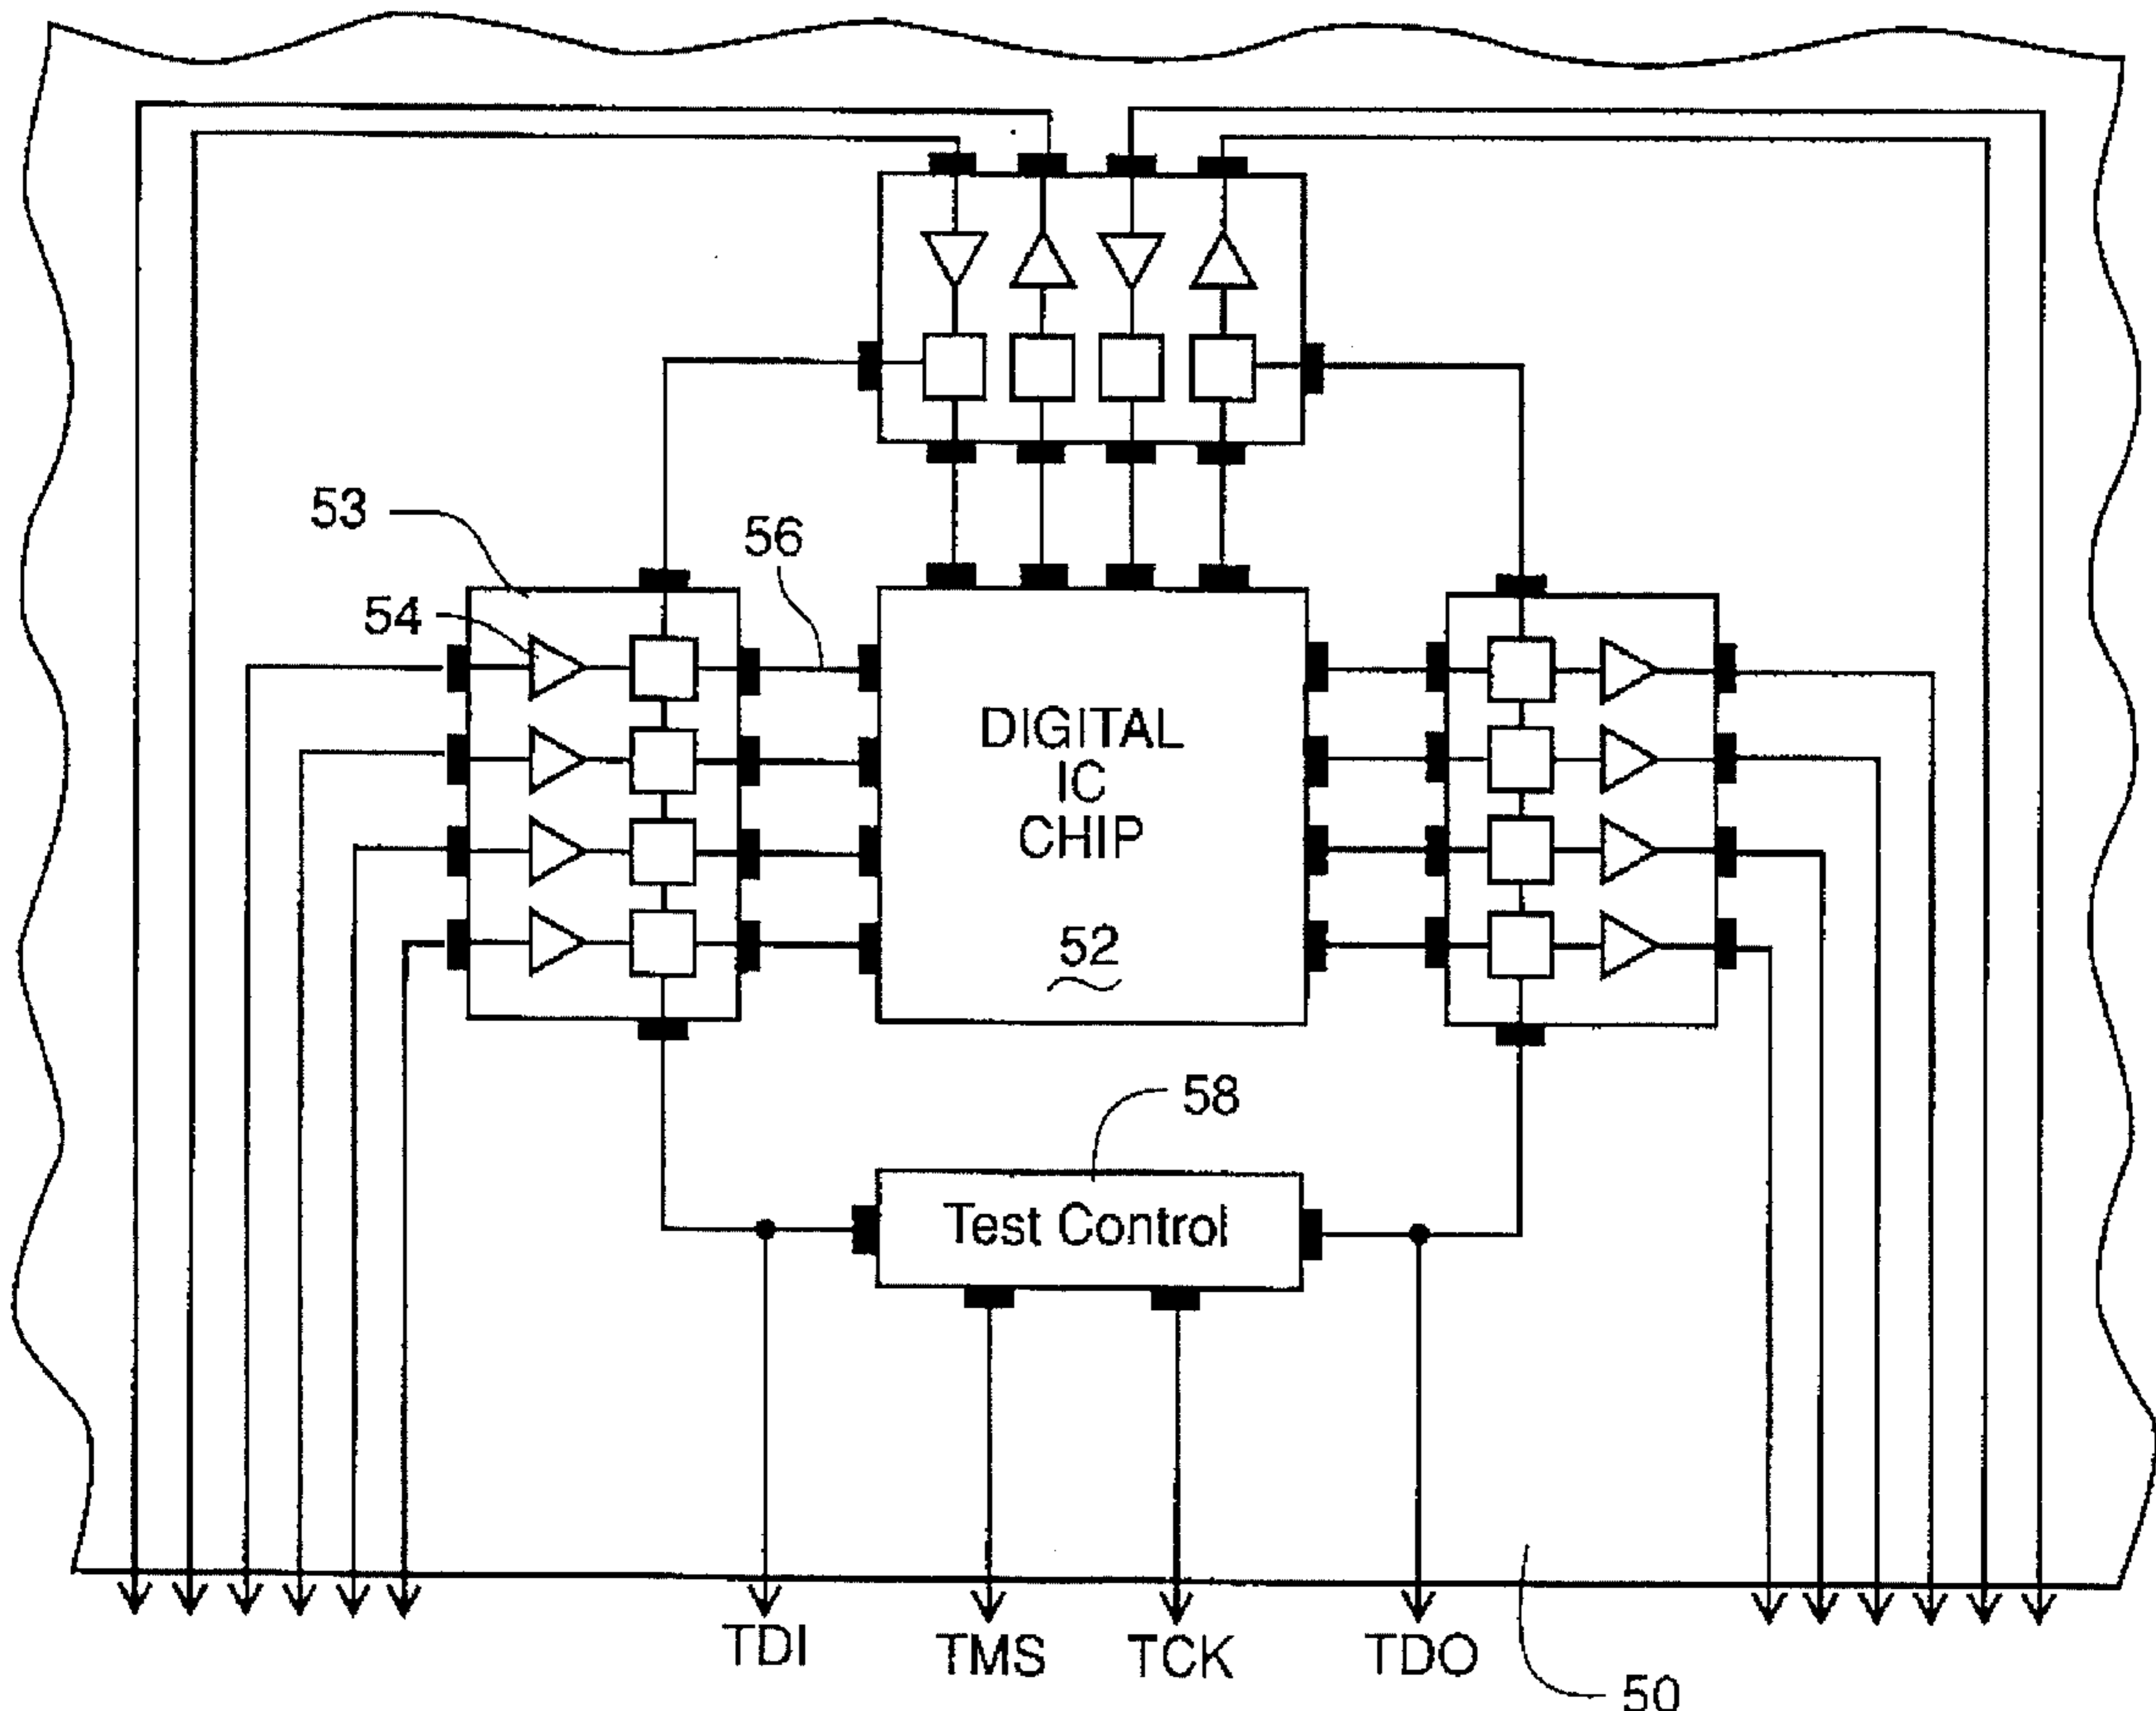 53
56
54
DIGITAL
IC
CHIP
52
58
Test Control
TDI
TMS
TCK
TDO
50